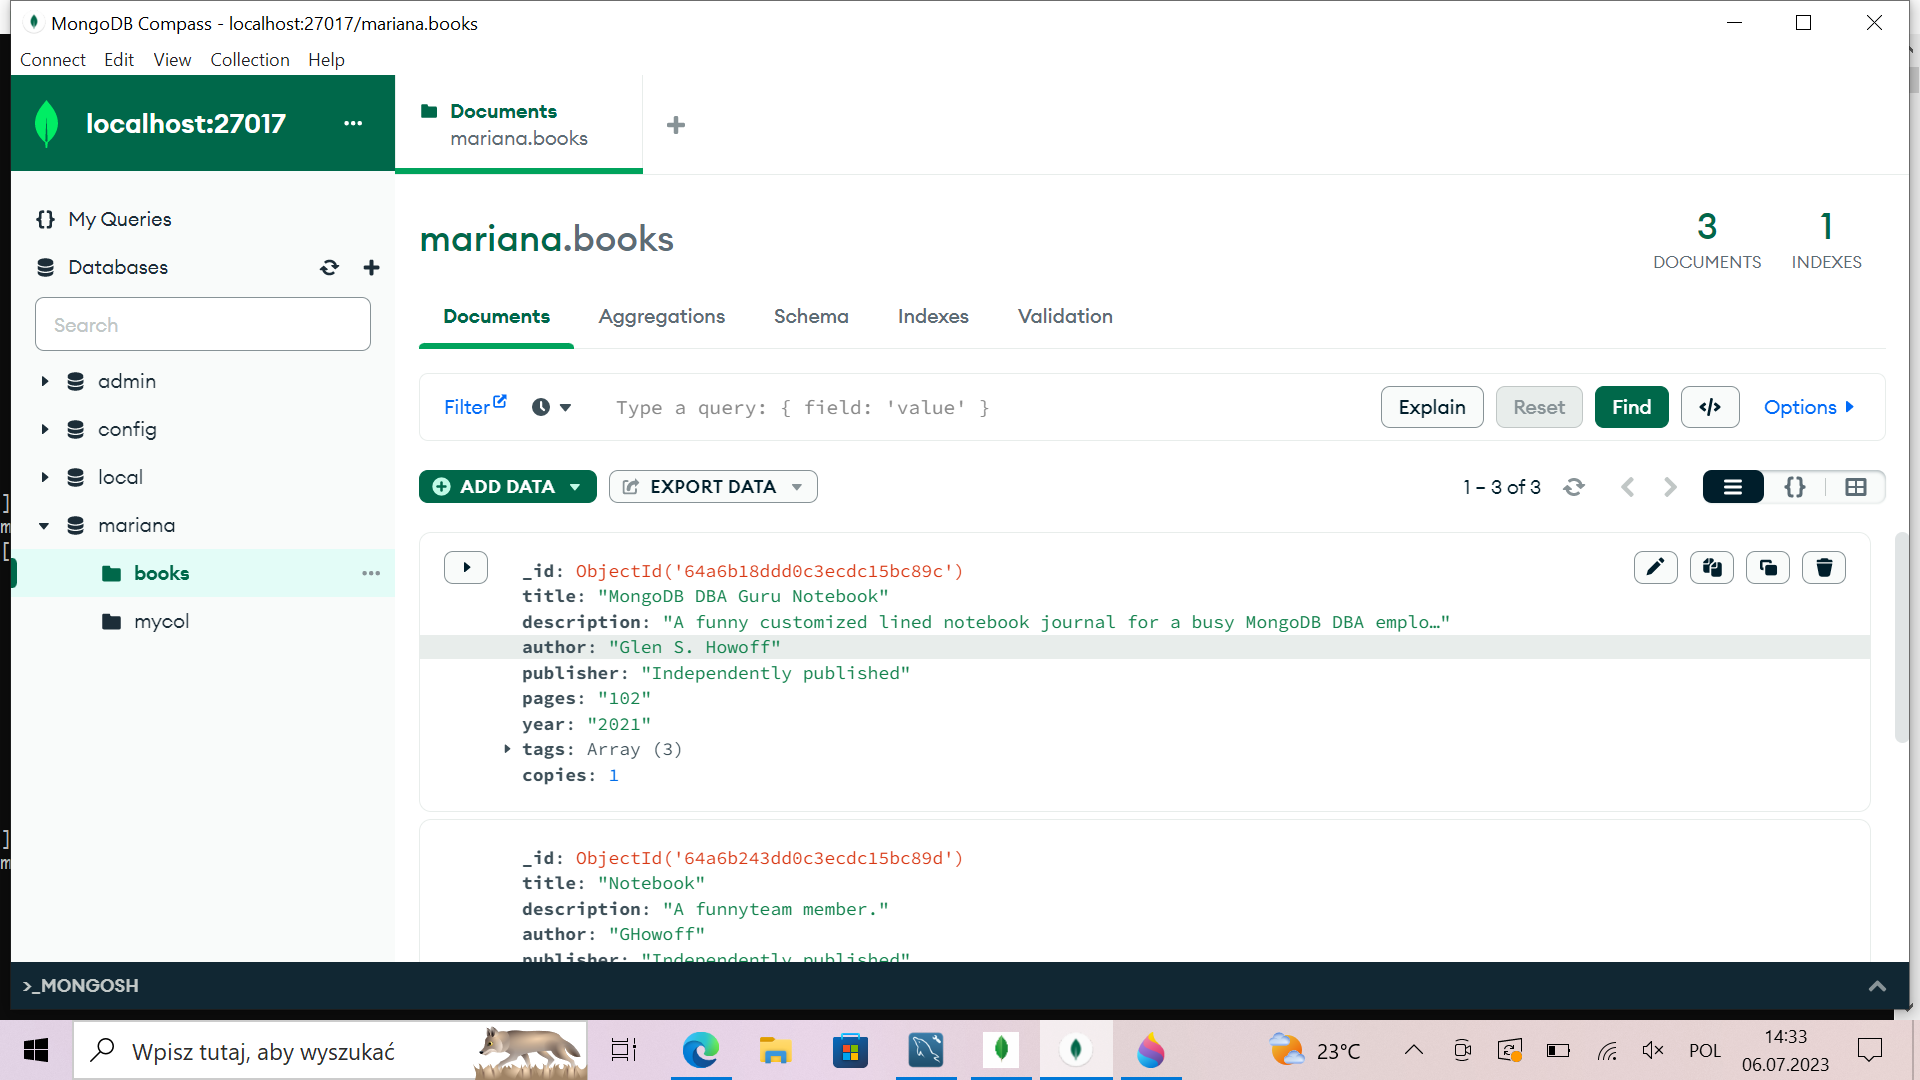 MongoDB Compass - localhost:27017/mariana.books
Connect Edit View Collection Help
localhost:27017 ...
Documents
mariana.books
+
My Queries
Databases
Search
admin
config
local
mariana
books ...
mycol
mariana.books
3
DOCUMENTS
1
INDEXES
Documents Aggregations Schema Indexes Validation
Filter Type a query: { field: 'value' } Explain Reset Find </> Options
ADD DATA EXPORT DATA 1 – 3 of 3 {}
_id: ObjectId('64a6b18ddd0c3ecdc15bc89c')
title: "MongoDB DBA Guru Notebook"
description: "A funny customized lined notebook journal for a busy MongoDB DBA emplo…"
author: "Glen S. Howoff"
publisher: "Independently published"
pages: "102"
year: "2021"
tags: Array (3)
copies: 1
_id: ObjectId('64a6b243dd0c3ecdc15bc89d')
title: "Notebook"
description: "A funnyteam member."
author: "GHowoff"
publisher: "Independently published"
>_MONGOSH
Wpisz tutaj, aby wyszukać
23°C
POL
14:33
06.07.2023